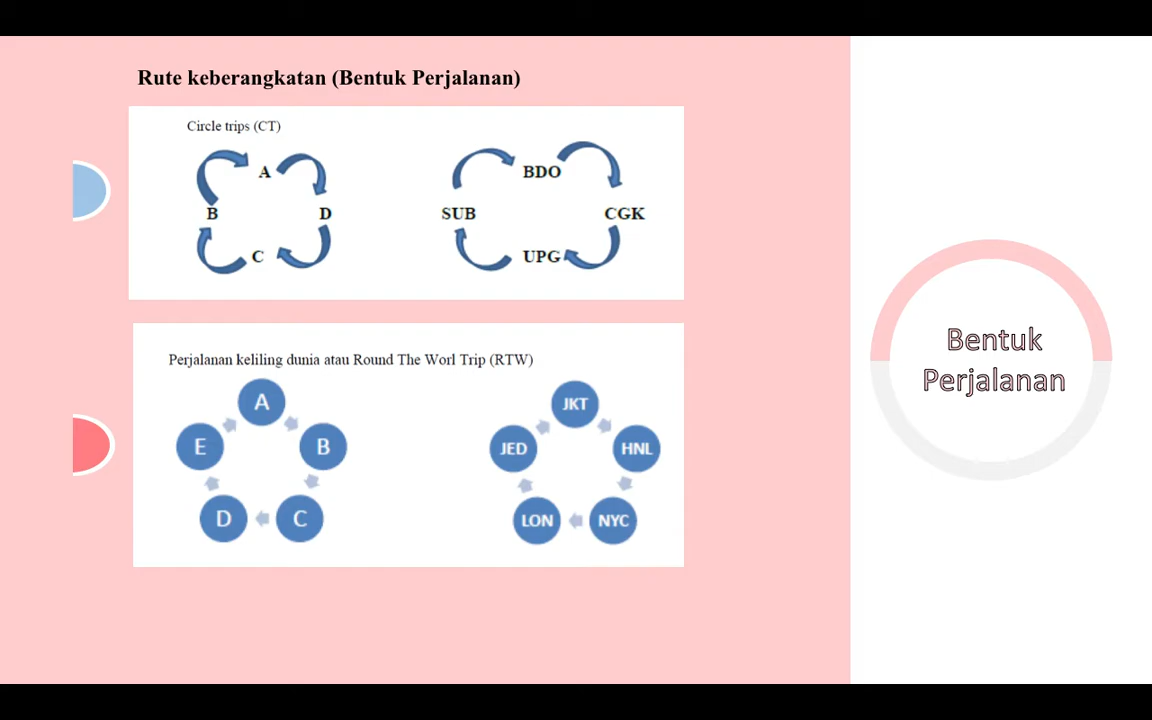 Rute keberangkatan (Bentuk Perjalanan)
Circle trips (CT)
A
B
D
C
BDO
SUB
CGK
UPG
Perjalanan keliling dunia atau Round The Worl Trip (RTW)
A
E
B
D
C
JKT
JED
HNL
LON
NYC
Bentuk
Perjalanan